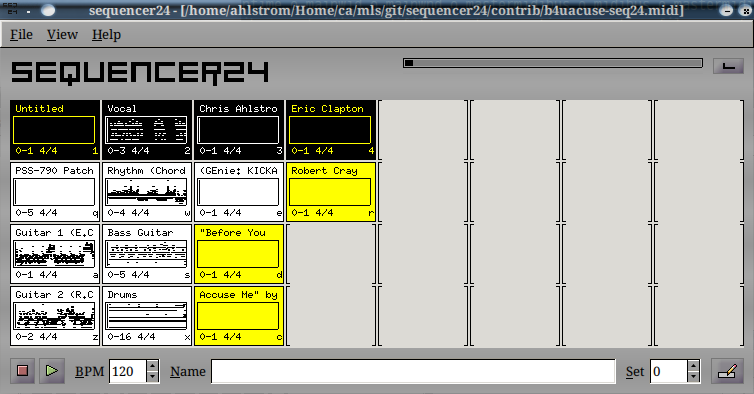 sequencer24 - [/home/ahlstrom/Home/ca/mls/git/sequencer24/contrib/b4uacuse-seq24.midi]
File View Help
SEQUENCER24
Untitled Vocal Chris Ahlstro Eric Clapton
0-1 4/4 1 0-3 4/4 2 0-1 4/4 3 0-1 4/4 4
PSS-790 Patch Rhythm (Chord (GEnie: KICKA Robert Cray
0-5 4/4 q 0-4 4/4 w 0-1 4/4 e 0-1 4/4 r
Guitar 1 (E.C Bass Guitar "Before You
0-1 4/4 a 0-5 4/4 s 0-1 4/4 d
Guitar 2 (R.C Drums Accuse Me" by
0-2 4/4 z 0-16 4/4 x 0-1 4/4 c
BPM 120 Name Set 0